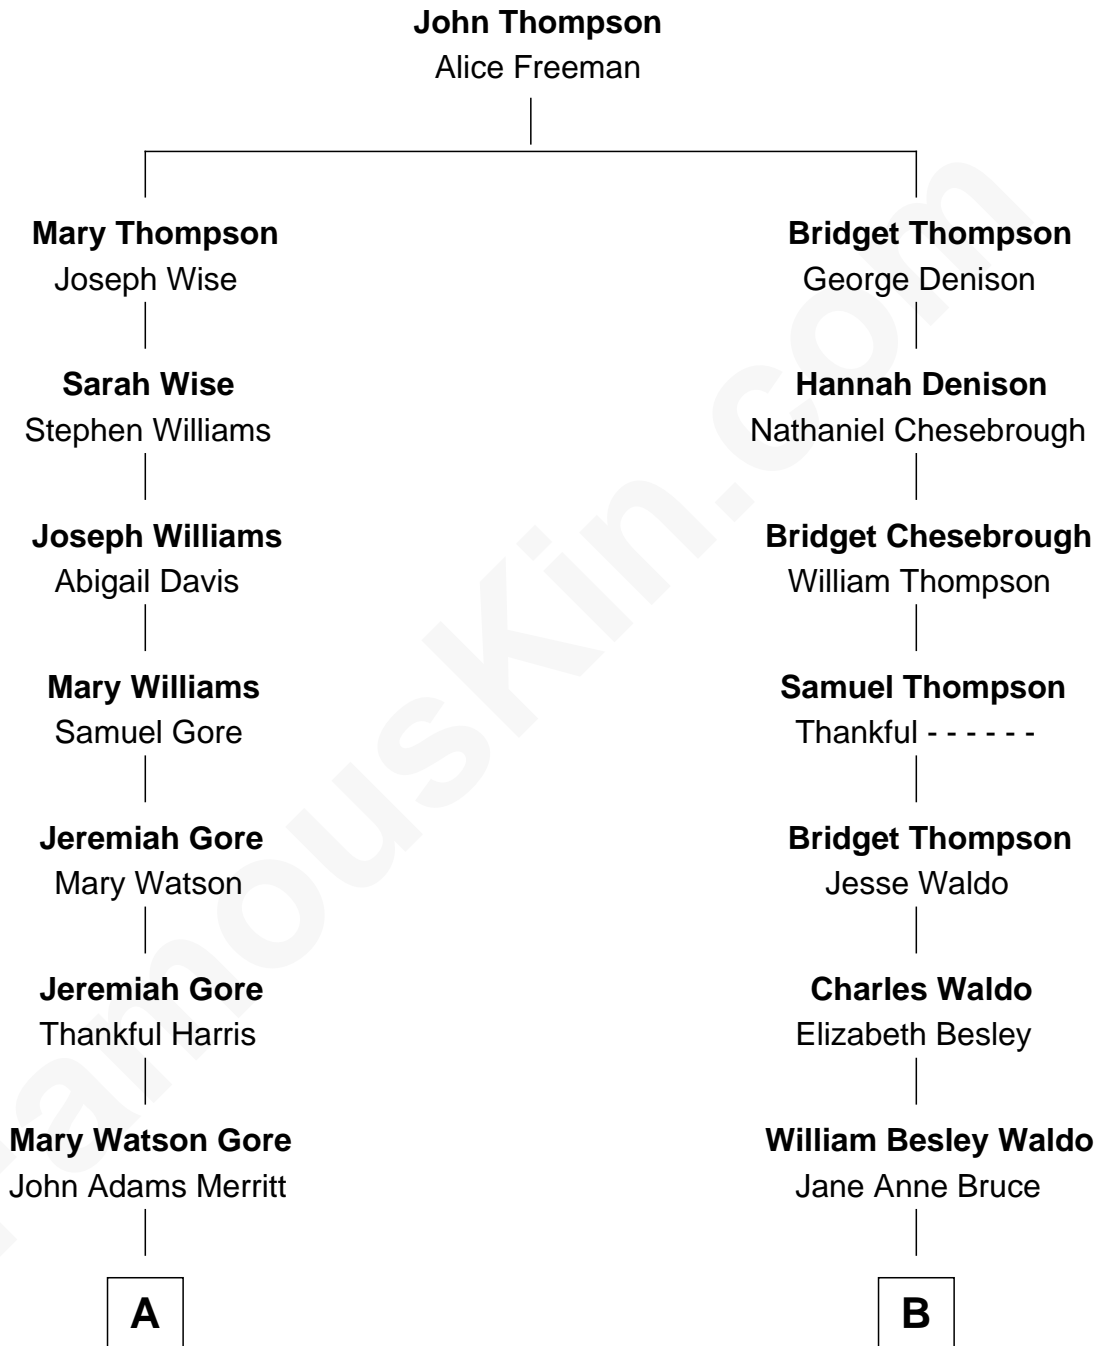 John Thompson
Alice Freeman
Mary Thompson
Joseph Wise
Bridget Thompson
George Denison
Sarah Wise
Stephen Williams
Hannah Denison
Nathaniel Chesebrough
Joseph Williams
Abigail Davis
Bridget Chesebrough
William Thompson
Mary Williams
Samuel Gore
Samuel Thompson
Thankful - - - - - -
Jeremiah Gore
Mary Watson
Bridget Thompson
Jesse Waldo
Jeremiah Gore
Thankful Harris
Charles Waldo
Elizabeth Besley
Mary Watson Gore
John Adams Merritt
William Besley Waldo
Jane Anne Bruce
A
B
FamousKin.com